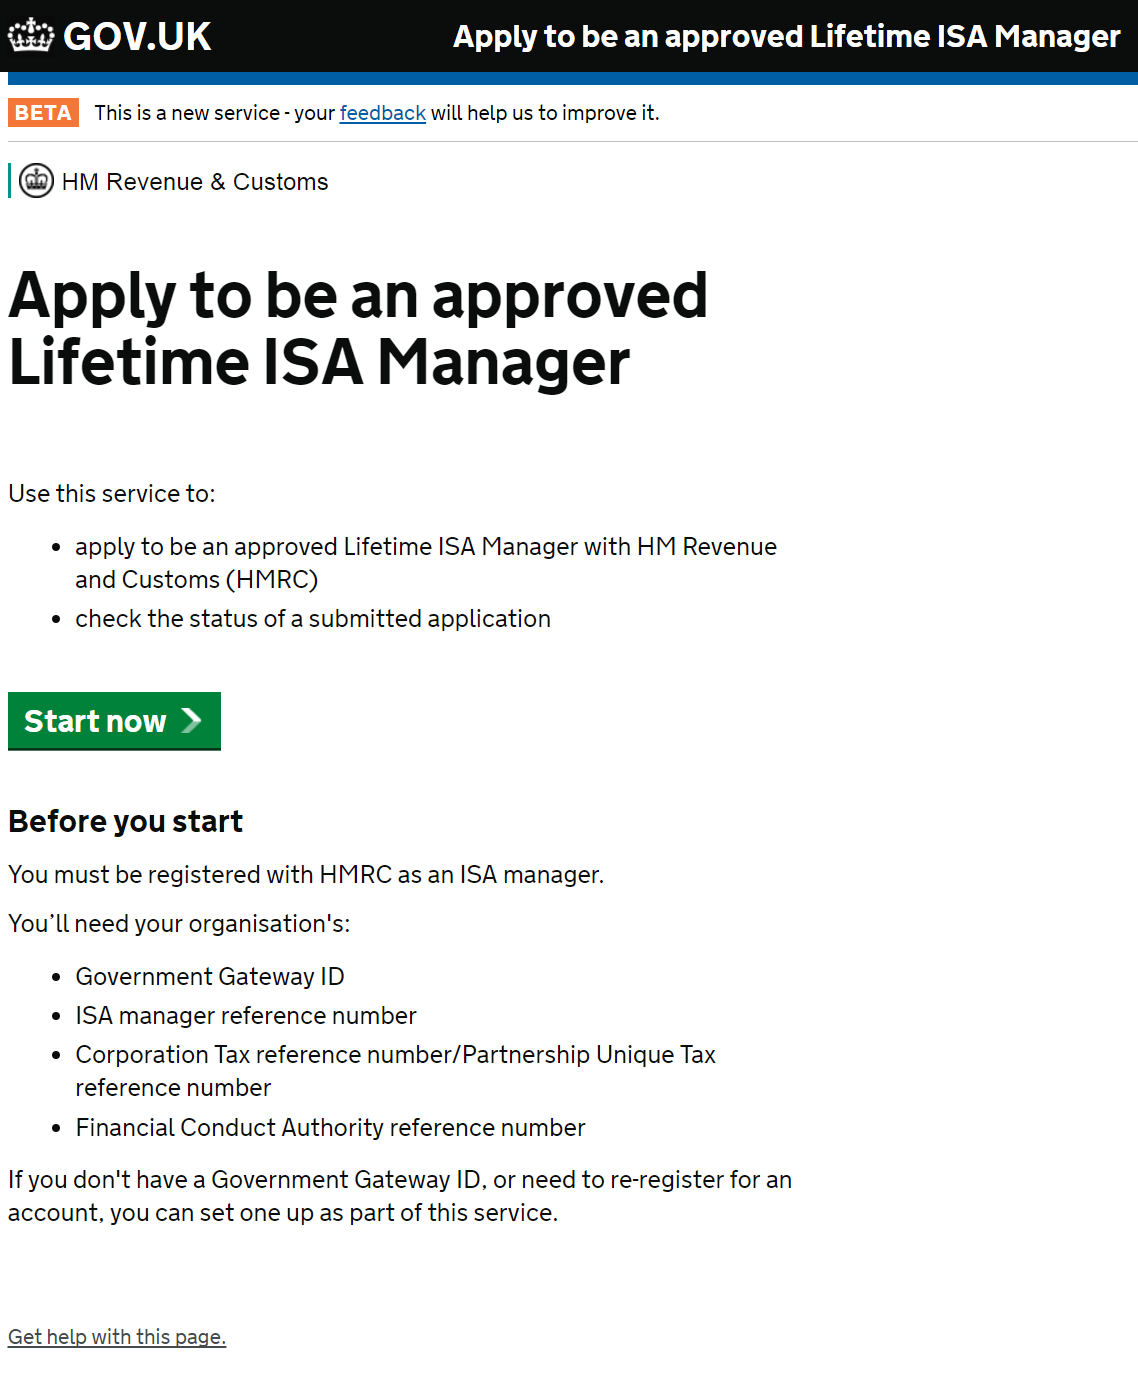 GOV.UK
Apply to be an approved Lifetime ISA Manager
BETA This is a new service - your feedback will help us to improve it.
HM Revenue & Customs
Apply to be an approved
Lifetime ISA Manager
Use this service to:
• apply to be an approved Lifetime ISA Manager with HM Revenue
and Customs (HMRC)
• check the status of a submitted application
Start now
Before you start
You must be registered with HMRC as an ISA manager.
You’ll need your organisation's:
• Government Gateway ID
• ISA manager reference number
• Corporation Tax reference number/Partnership Unique Tax
reference number
• Financial Conduct Authority reference number
If you don't have a Government Gateway ID, or need to re-register for an
account, you can set one up as part of this service.
Get help with this page.